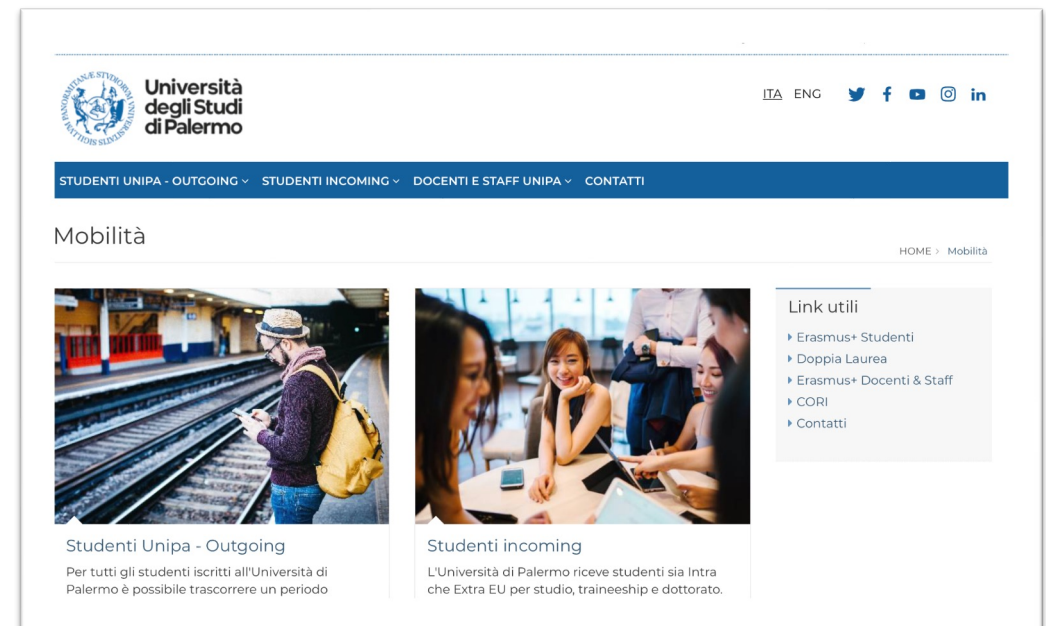 Università
degli Studi
di Palermo
ITA ENG
STUDENTI UNIPA - OUTGOING STUDENTI INCOMING DOCENTI E STAFF UNIPA CONTATTI
Mobilità
HOME > Mobilità
Studenti Unipa - Outgoing
Per tutti gli studenti iscritti all'Università di
Palermo è possibile trascorrere un periodo
Studenti incoming
L'Università di Palermo riceve studenti sia Intra
che Extra EU per studio, traineeship e dottorato.
Link utili
Erasmus+ Studenti
Doppia Laurea
Erasmus+ Docenti & Staff
CORI
Contatti